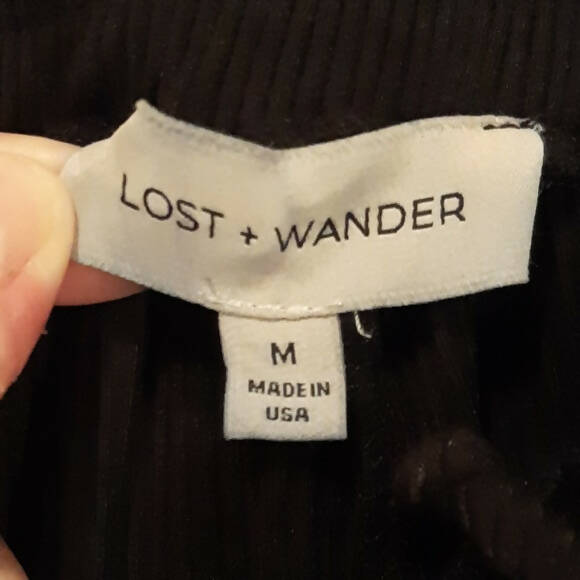 LOST + WANDER
M
MADE IN
USA